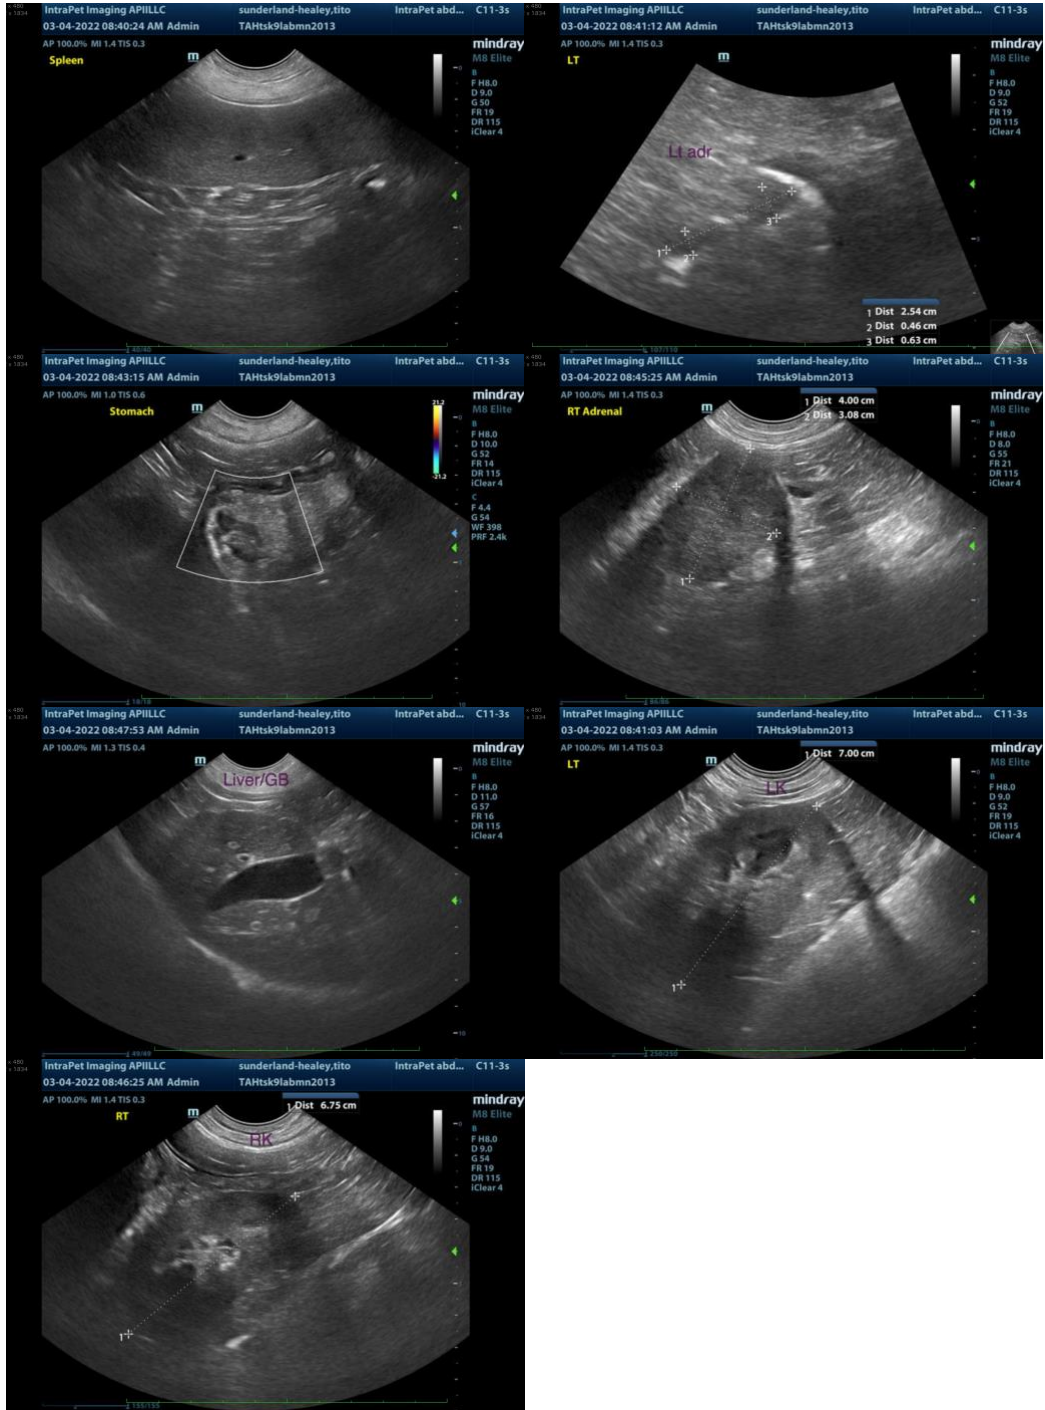 IntraPet Imaging APIILLC sunderland-healey,tito IntraPet abd... C11-3s
03-04-2022 08:40:24 AM Admin TAHtsk9labmn2013
AP 100.0% MI 1.4 TIS 0.3
mindray
M8 Elite
Spleen
m
B
F H8.0
D 9.0
G 50
FR 19
DR 115
iClear 4
IntraPet Imaging APIILLC sunderland-healey,tito IntraPet abd... C11-3s
03-04-2022 08:41:12 AM Admin TAHtsk9labmn2013
AP 100.0% MI 1.4 TIS 0.3
mindray
M8 Elite
LT
m
B
F H8.0
D 9.0
G 52
FR 19
DR 115
iClear 4
Lt adr
1
2
3
1 Dist 2.54 cm
2 Dist 0.46 cm
3 Dist 0.63 cm
IntraPet Imaging APIILLC sunderland-healey,tito IntraPet abd... C11-3s
03-04-2022 08:43:15 AM Admin TAHtsk9labmn2013
AP 100.0% MI 1.0 TIS 0.6
mindray
M8 Elite
Stomach
m
21.2
-21.2
B
F H8.0
D 10.0
G 52
FR 14
DR 115
iClear 4
C
F 4.4
G 54
WF 398
PRF 2.4k
18/18
10
IntraPet Imaging APIILLC sunderland-healey,tito IntraPet abd... C11-3s
03-04-2022 08:45:25 AM Admin TAHtsk9labmn2013
AP 100.0% MI 1.4 TIS 0.3
mindray
M8 Elite
RT Adrenal
m
1 Dist 4.00 cm
2 Dist 3.08 cm
B
F H8.0
D 8.0
G 55
FR 21
DR 115
iClear 4
2
1
IntraPet Imaging APIILLC sunderland-healey,tito IntraPet abd... C11-3s
03-04-2022 08:47:53 AM Admin TAHtsk9labmn2013
AP 100.0% MI 1.3 TIS 0.4
mindray
M8 Elite
m
Liver/GB
B
F H8.0
D 11.0
G 57
FR 16
DR 115
iClear 4
10
49/49
IntraPet Imaging APIILLC sunderland-healey,tito IntraPet abd... C11-3s
03-04-2022 08:41:03 AM Admin TAHtsk9labmn2013
AP 100.0% MI 1.4 TIS 0.3
mindray
M8 Elite
LT
m
1 Dist 7.00 cm
LK
B
F H8.0
D 9.0
G 52
FR 19
DR 115
iClear 4
1
IntraPet Imaging APIILLC sunderland-healey,tito IntraPet abd... C11-3s
03-04-2022 08:46:25 AM Admin TAHtsk9labmn2013
AP 100.0% MI 1.4 TIS 0.3
mindray
M8 Elite
RT
m
1 Dist 6.75 cm
RK
B
F H8.0
D 9.0
G 54
FR 19
DR 115
iClear 4
1